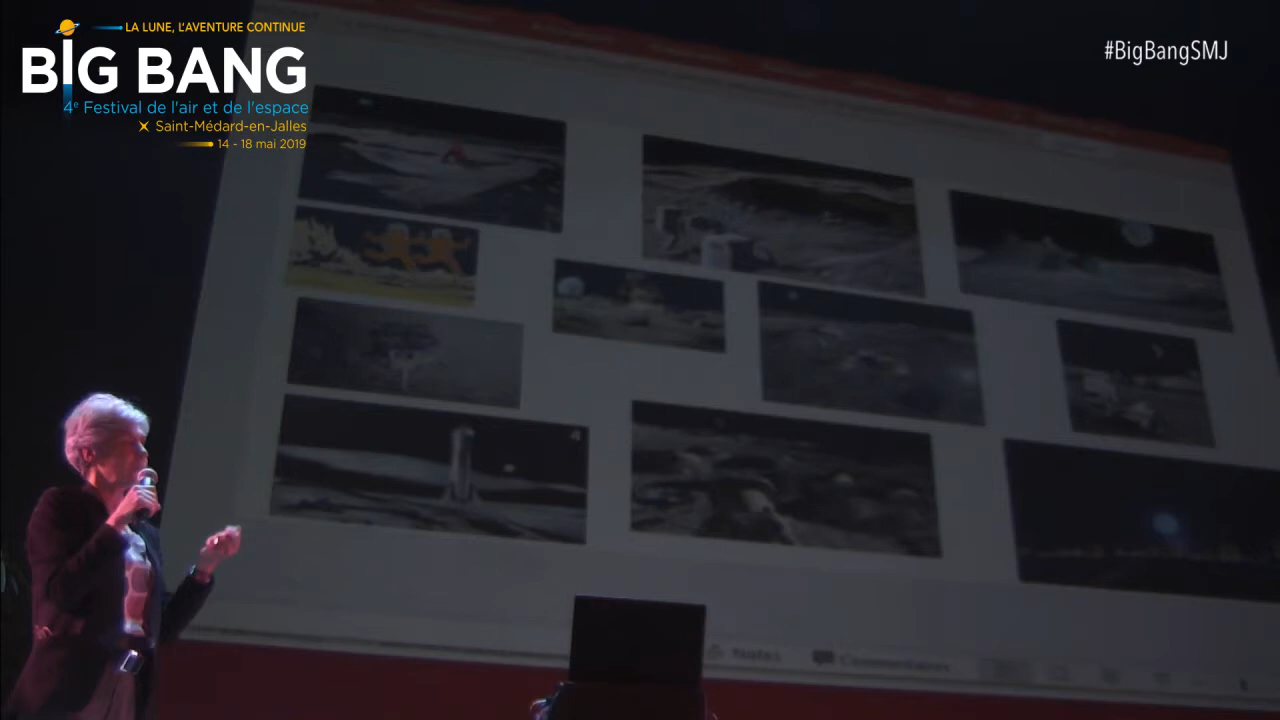 LA LUNE, L'AVENTURE CONTINUE
BIG BANG
4e Festival de l'air et de l'espace
Saint-Médard-en-Jalles
14 - 18 mai 2019
#BigBangSMJ
Commentaires